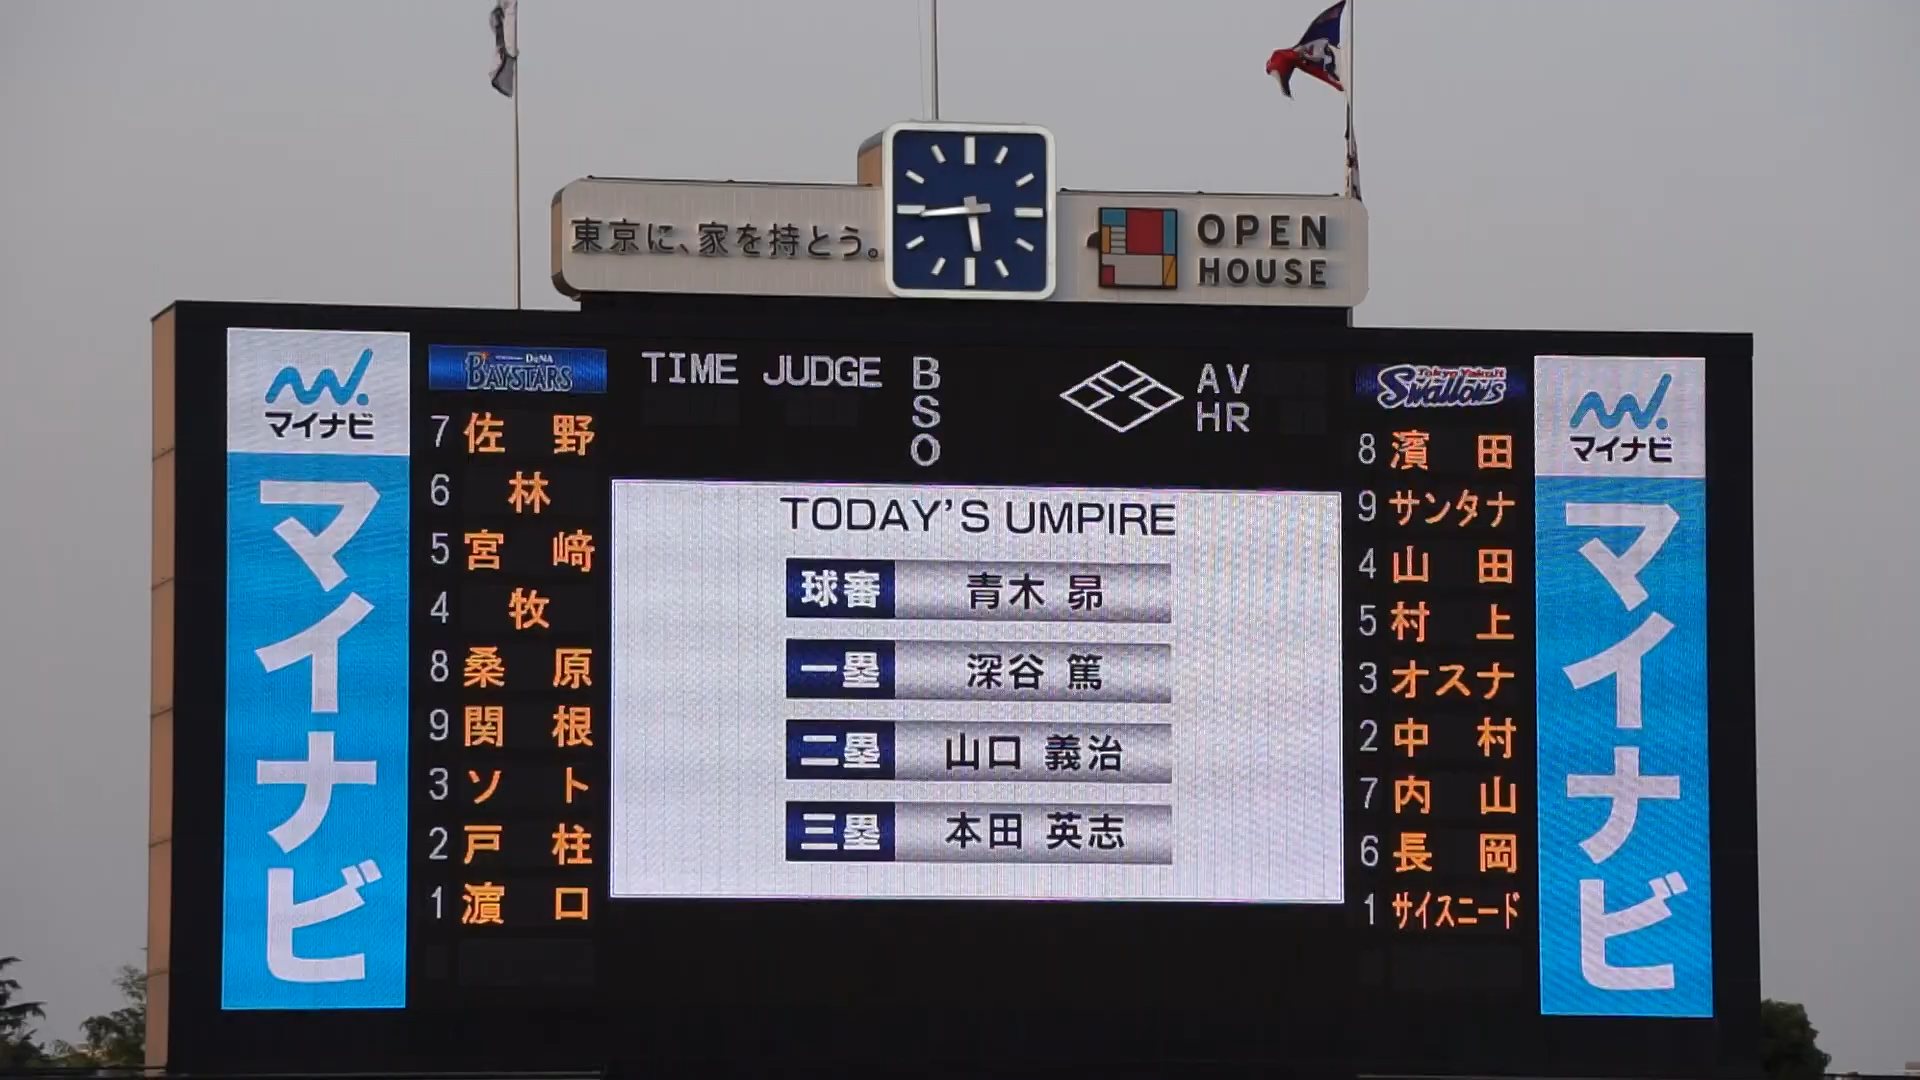 東京に、家を持とう。
OPEN
HOUSE
マイナビ
マイナビ
DeNA
BAYSTARS
7 佐野
6 林
5 宮﨑
4 牧
8 桑原
9 関根
3 ソト
2 戸柱
1 濵口
TIME JUDGE
B
S
O
AV
HR
TODAY'S UMPIRE
球審 青木 昴
一塁 深谷 篤
二塁 山口 義治
三塁 本田 英志
Tokyo Yakult
Swallows
8 濱田
9 サンタナ
4 山田
5 村上
3 オスナ
2 中村
7 内山
6 長岡
1 サイスニード
マイナビ
マイナビ